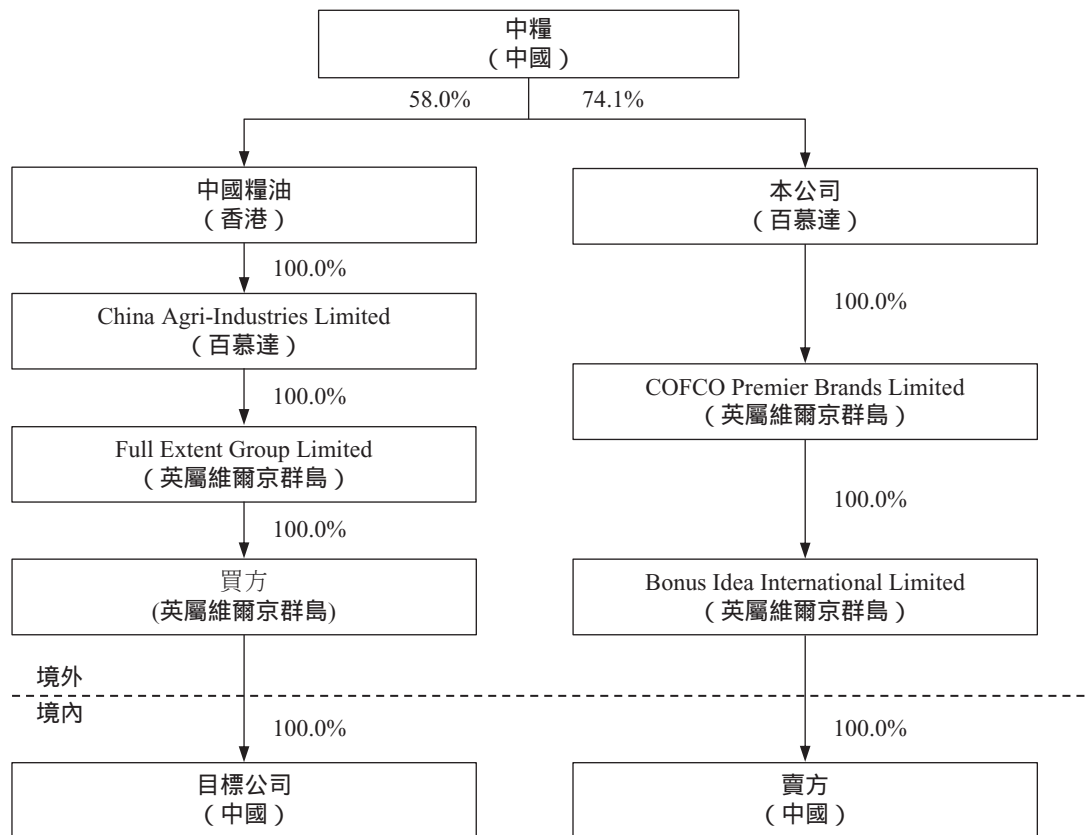 中糧
（中國）
58.0%
74.1%
中國糧油
（香港）
本公司
（百慕達）
100.0%
China Agri-Industries Limited
（百慕達）
100.0%
100.0%
COFCO Premier Brands Limited
（英屬維爾京群島）
Full Extent Group Limited
（英屬維爾京群島）
100.0%
100.0%
買方
(英屬維爾京群島)
Bonus Idea International Limited
（英屬維爾京群島）
境外
境內
100.0%
100.0%
目標公司
（中國）
賣方
（中國）